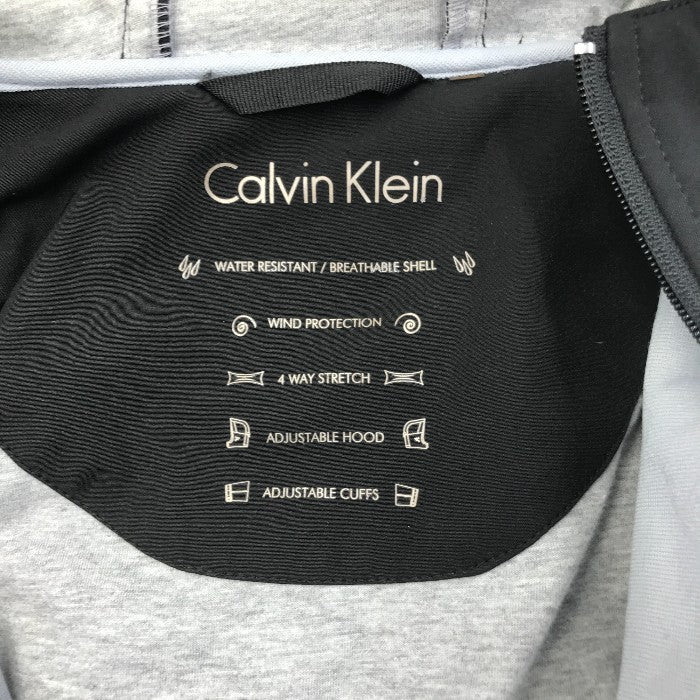 Calvin Klein
WATER RESISTANT / BREATHABLE SHELL
WIND PROTECTION
4 WAY STRETCH
ADJUSTABLE HOOD
ADJUSTABLE CUFFS